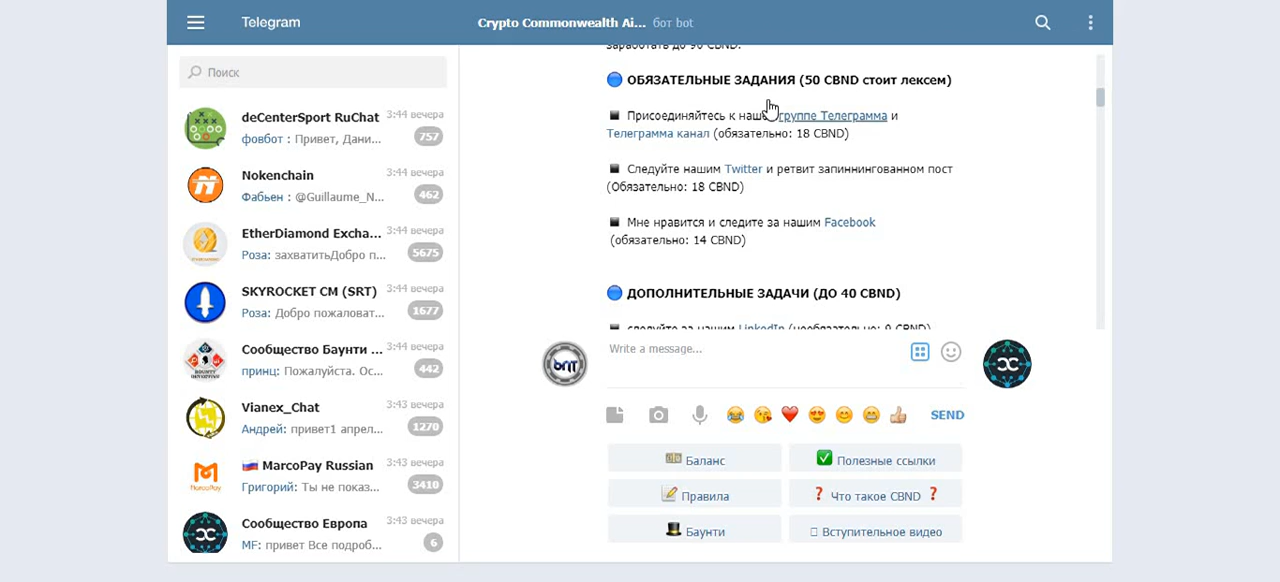 Telegram
Crypto Commonwealth Ai... бот bot
Поиск
deCenterSport RuChat 3:44 вечера
фовбот : Привет, Дани... 757
Nokenchain 3:44 вечера
Фабьен : @Guillaume_N... 462
EtherDiamond Excha... 3:44 вечера
Роза: захватитьДобро п... 5675
SKYROCKET CM (SRT) 3:44 вечера
Роза: Добро пожаловат... 1677
Сообщество Баунти ... 3:44 вечера
принц: Пожалуйста. Ос... 442
Vianex_Chat 3:43 вечера
Андрей: привет1 апрел... 1270
MarcoPay Russian 3:43 вечера
Григорий: Ты не показ... 3410
Сообщество Европа 3:43 вечера
MF: привет Все подроб... 6
заработать до 90 CBND.
ОБЯЗАТЕЛЬНЫЕ ЗАДАНИЯ (50 CBND стоит лексем)
Присоединяйтесь к наше группе Телеграмма и
Телеграмма канал (обязательно: 18 CBND)
Следуйте нашим Twitter и ретвит запиннингованном пост
(Обязательно: 18 CBND)
Мне нравится и следите за нашим Facebook
(обязательно: 14 CBND)
ДОПОЛНИТЕЛЬНЫЕ ЗАДАЧИ (ДО 40 CBND)
следуйте за нашим LinkedIn (необязательно: 9 CBND)
Write a message...
SEND
Баланс
Полезные ссылки
Правила
Что такое CBND
Баунти
Вступительное видео